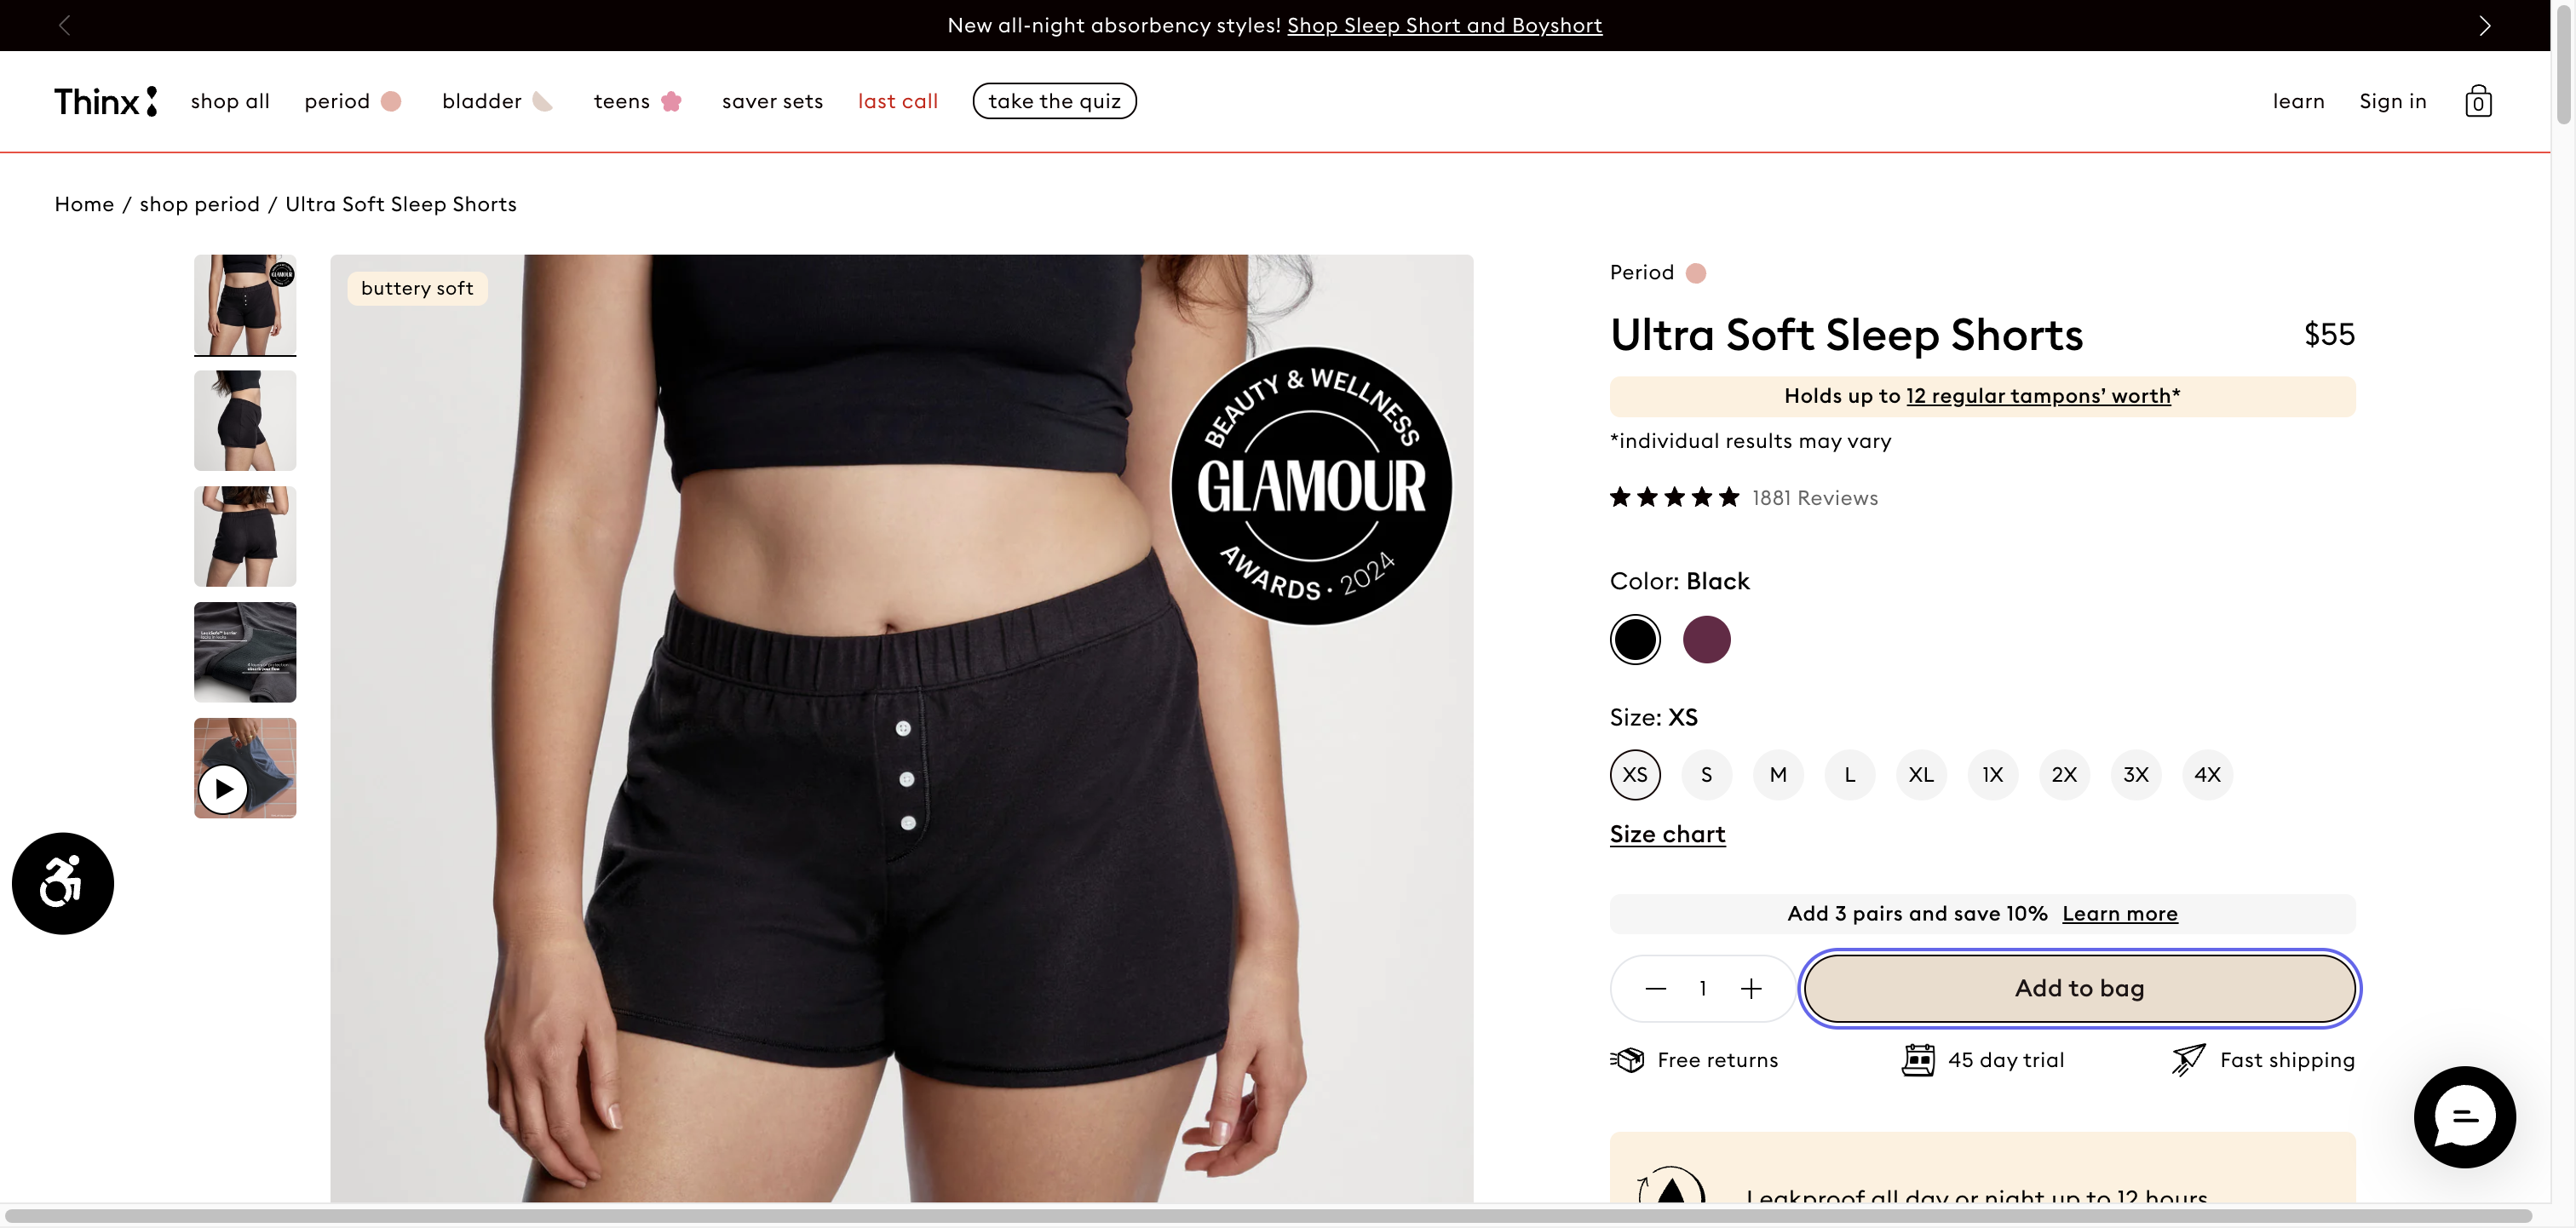 New all-night absorbency styles! Shop Sleep Short and Boyshort
Thinx
shop all
period
bladder
teens
saver sets
last call
take the quiz
learn
Sign in
0
Home / shop period / Ultra Soft Sleep Shorts
GLAMOUR
buttery soft
BEAUTY & WELLNESS
GLAMOUR
AWARDS · 2024
Period
Ultra Soft Sleep Shorts
$55
Holds up to 12 regular tampons’ worth*
*individual results may vary
1881 Reviews
Color: Black
Size: XS
XS S M L XL 1X 2X 3X 4X
Size chart
Add 3 pairs and save 10% Learn more
1
Add to bag
Free returns
45 day trial
Fast shipping
Leakproof all day or night up to 12 hours